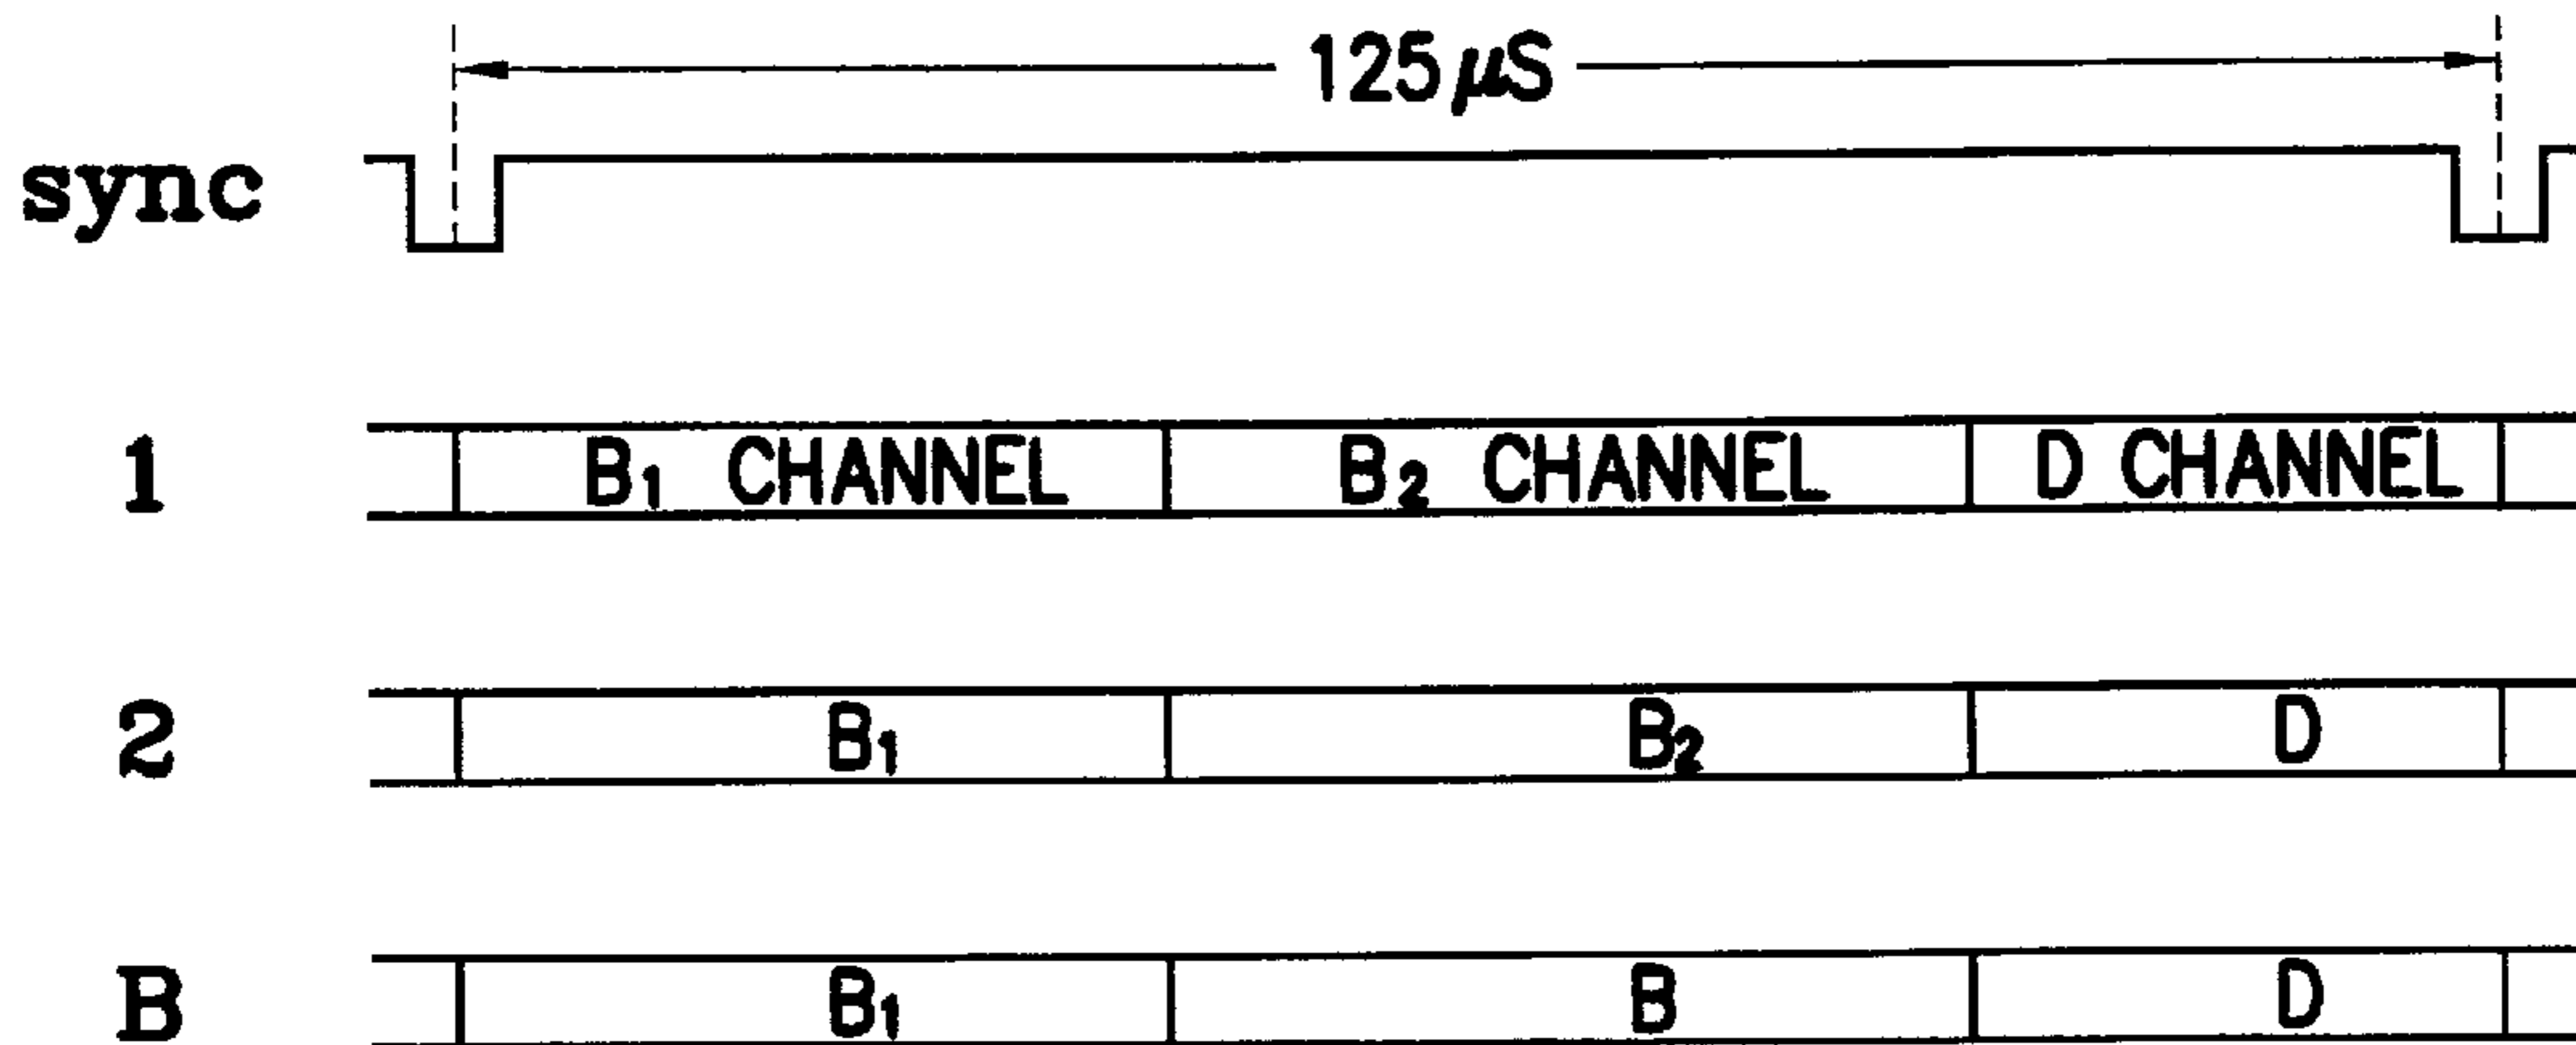 125μS
sync
1 B₁ CHANNEL B₂ CHANNEL D CHANNEL
2 B₁ B₂ D
B B₁ B D